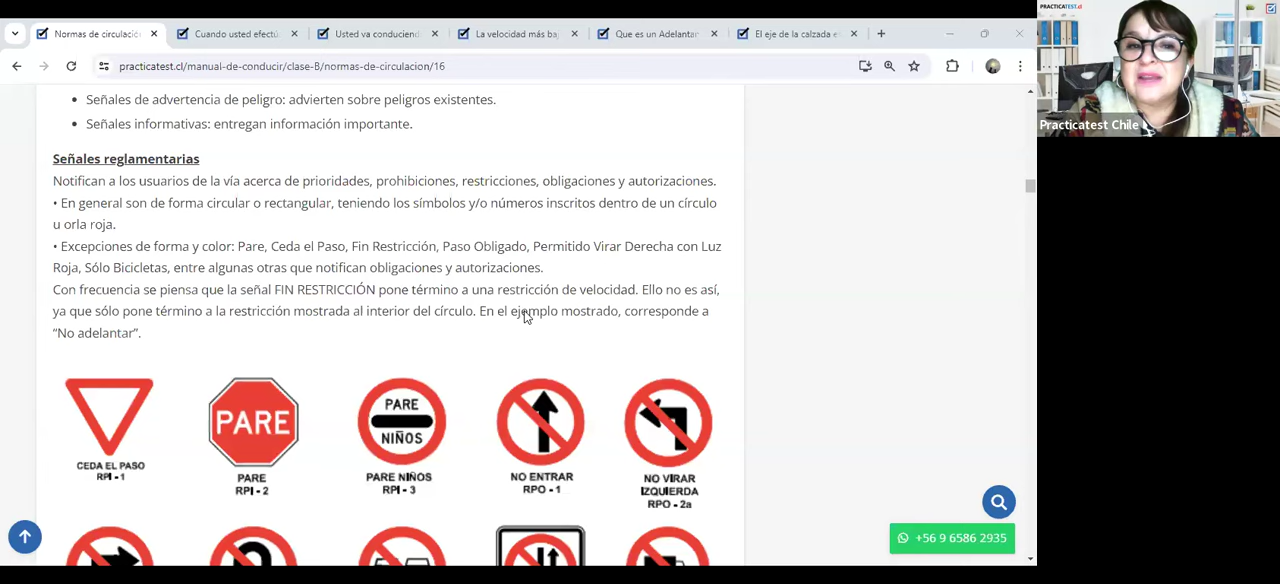 PRACTICATEST.cl
Normas de circulació
Cuando usted efectú
Usted va conduciend
La velocidad más ba
Que es un Adelantar
El eje de la calzada e
practicatest.cl/manual-de-conducir/clase-B/normas-de-circulacion/16
Practicatest Chile
• Señales de advertencia de peligro: advierten sobre peligros existentes.
• Señales informativas: entregan información importante.
Señales reglamentarias
Notifican a los usuarios de la vía acerca de prioridades, prohibiciones, restricciones, obligaciones y autorizaciones.
• En general son de forma circular o rectangular, teniendo los símbolos y/o números inscritos dentro de un círculo
u orla roja.
• Excepciones de forma y color: Pare, Ceda el Paso, Fin Restricción, Paso Obligado, Permitido Virar Derecha con Luz
Roja, Sólo Bicicletas, entre algunas otras que notifican obligaciones y autorizaciones.
Con frecuencia se piensa que la señal FIN RESTRICCIÓN pone término a una restricción de velocidad. Ello no es así,
ya que sólo pone término a la restricción mostrada al interior del círculo. En el ejemplo mostrado, corresponde a
“No adelantar”.
PARE
PARE
NIÑOS
CEDA EL PASO
RPI - 1
PARE
RPI - 2
PARE NIÑOS
RPI - 3
NO ENTRAR
RPO - 1
NO VIRAR
IZQUIERDA
RPO - 2a
+56 9 6586 2935